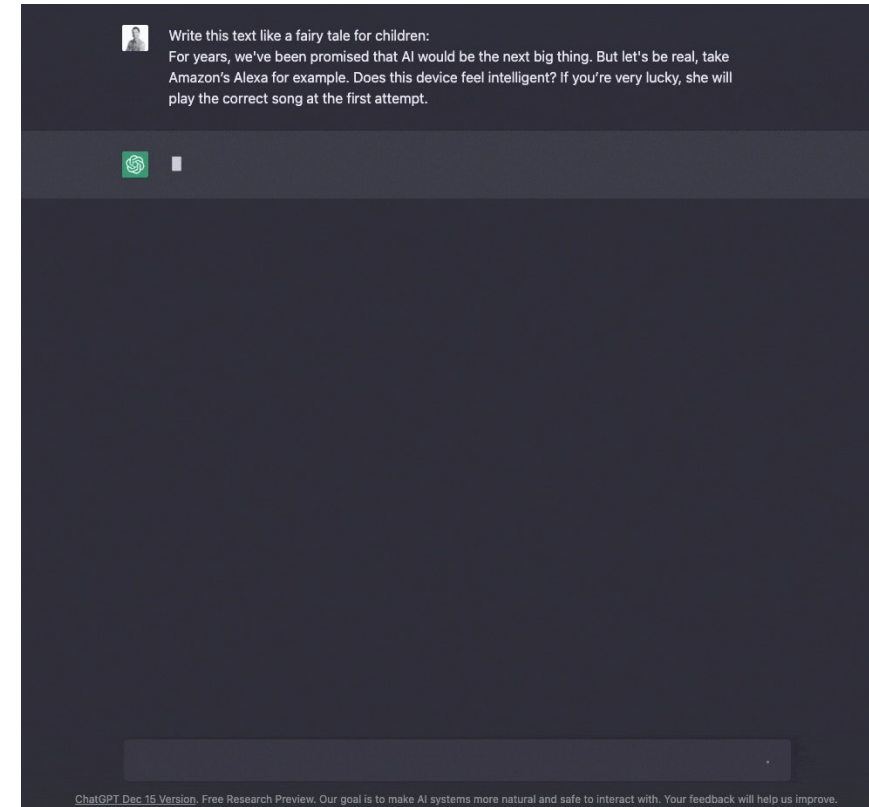 Write this text like a fairy tale for children:
For years, we've been promised that AI would be the next big thing. But let's be real, take
Amazon's Alexa for example. Does this device feel intelligent? If you’re very lucky, she will
play the correct song at the first attempt.
ChatGPT Dec 15 Version. Free Research Preview. Our goal is to make AI systems more natural and safe to interact with. Your feedback will help us improve.